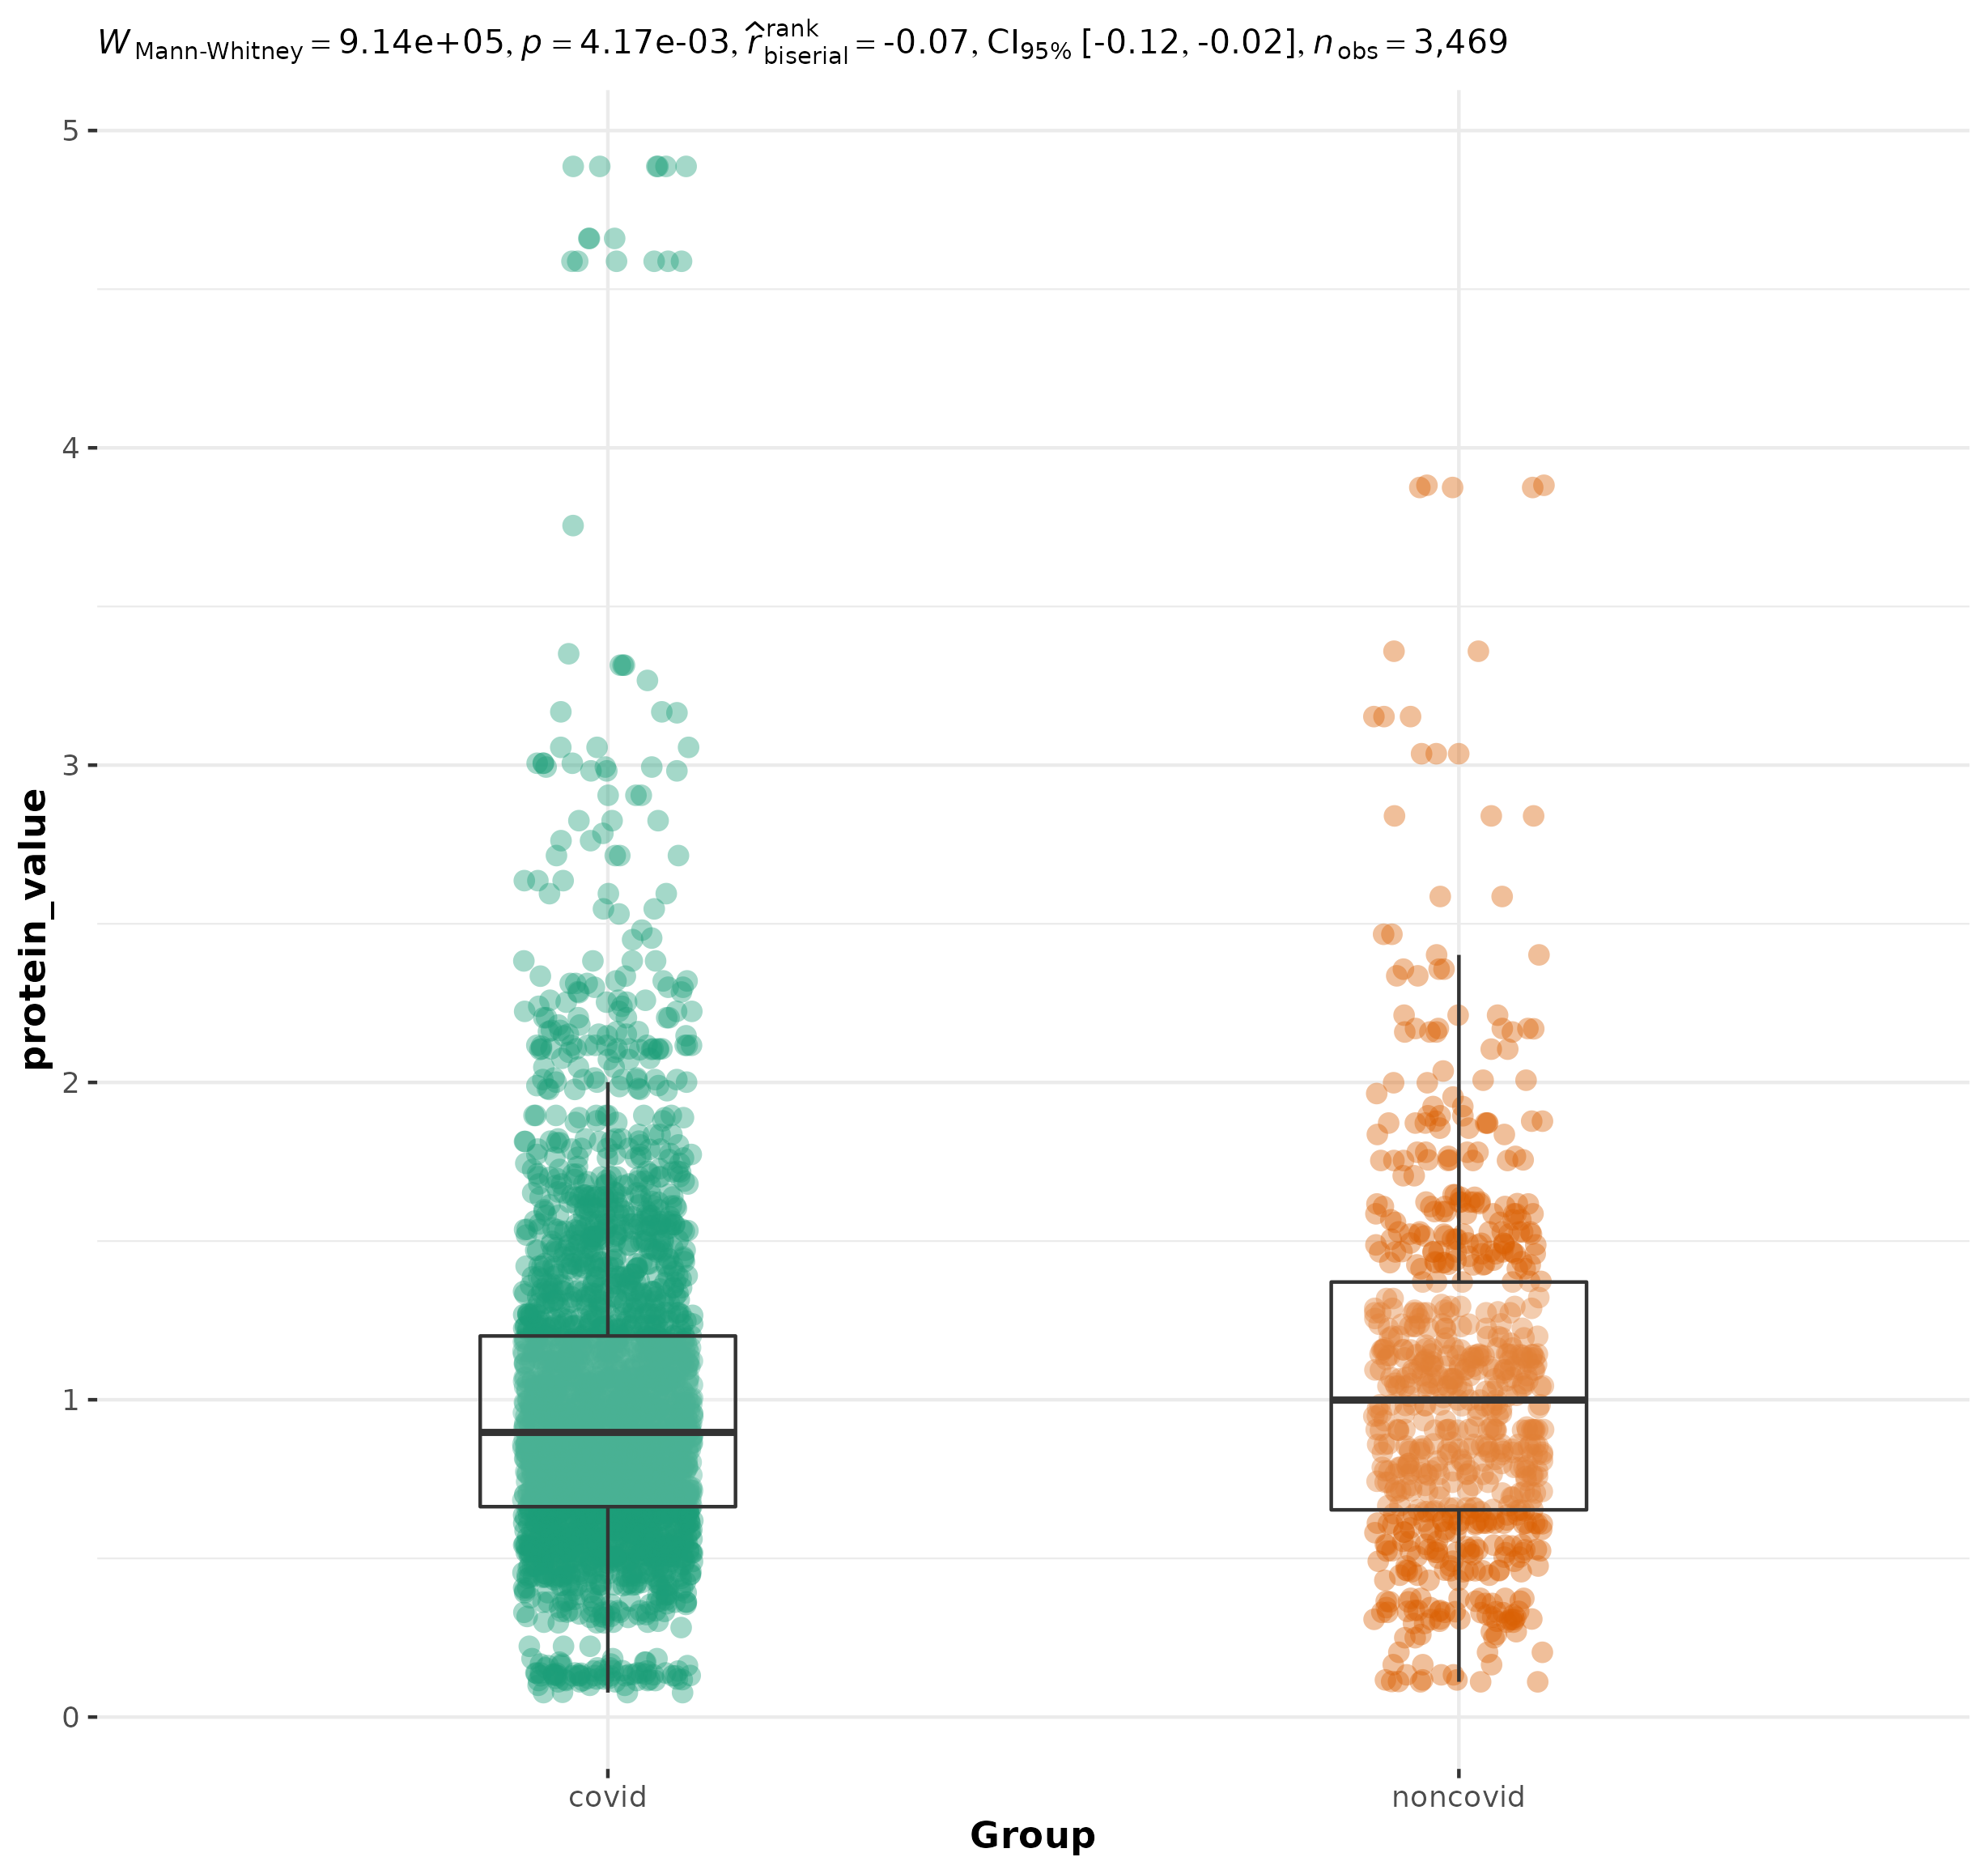 W Mann-Whitney = 9.14e+05, p = 4.17e-03, r̂ rank biserial = -0.07, CI95% [-0.12, -0.02], n obs = 3,469
5
4
3
2
1
0
protein_value
covid noncovid
Group